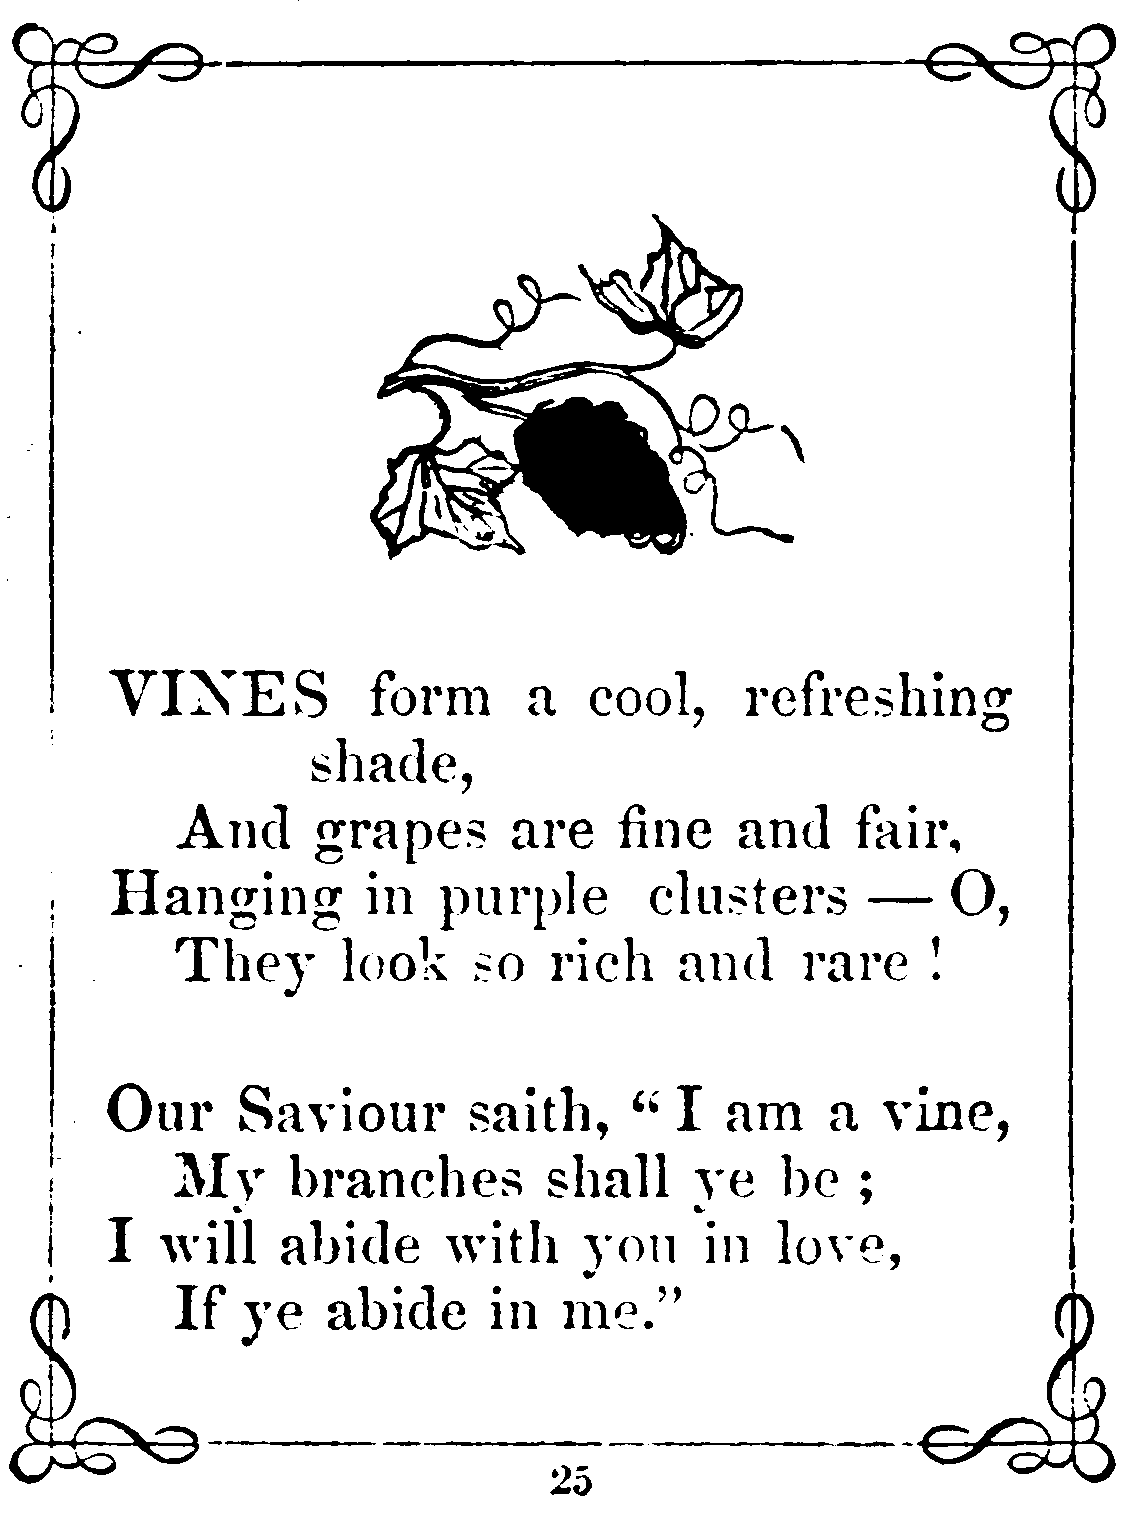 VINES form a cool, refreshing
shade,
And grapes are fine and fair,
Hanging in purple clusters — O,
They look so rich and rare!

Our Saviour saith, “I am a vine,
My branches shall ye be;
I will abide with you in love,
If ye abide in me.”
25